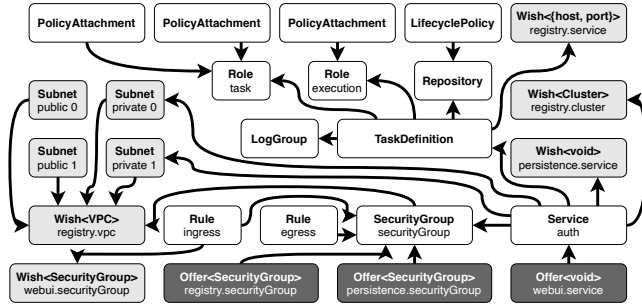 PolicyAttachment
PolicyAttachment
PolicyAttachment
LifecyclePolicy
Wish<{host, port}>
registry.service
Role
task
Role
execution
Repository
Subnet
public 0
Subnet
private 0
Wish<Cluster>
registry.cluster
LogGroup
TaskDefinition
Subnet
public 1
Subnet
private 1
Wish<void>
persistence.service
Wish<VPC>
registry.vpc
Rule
ingress
Rule
egress
SecurityGroup
securityGroup
Service
auth
Wish<SecurityGroup>
webui.securityGroup
Offer<SecurityGroup>
registry.securityGroup
Offer<SecurityGroup>
persistence.securityGroup
Offer<void>
webui.service